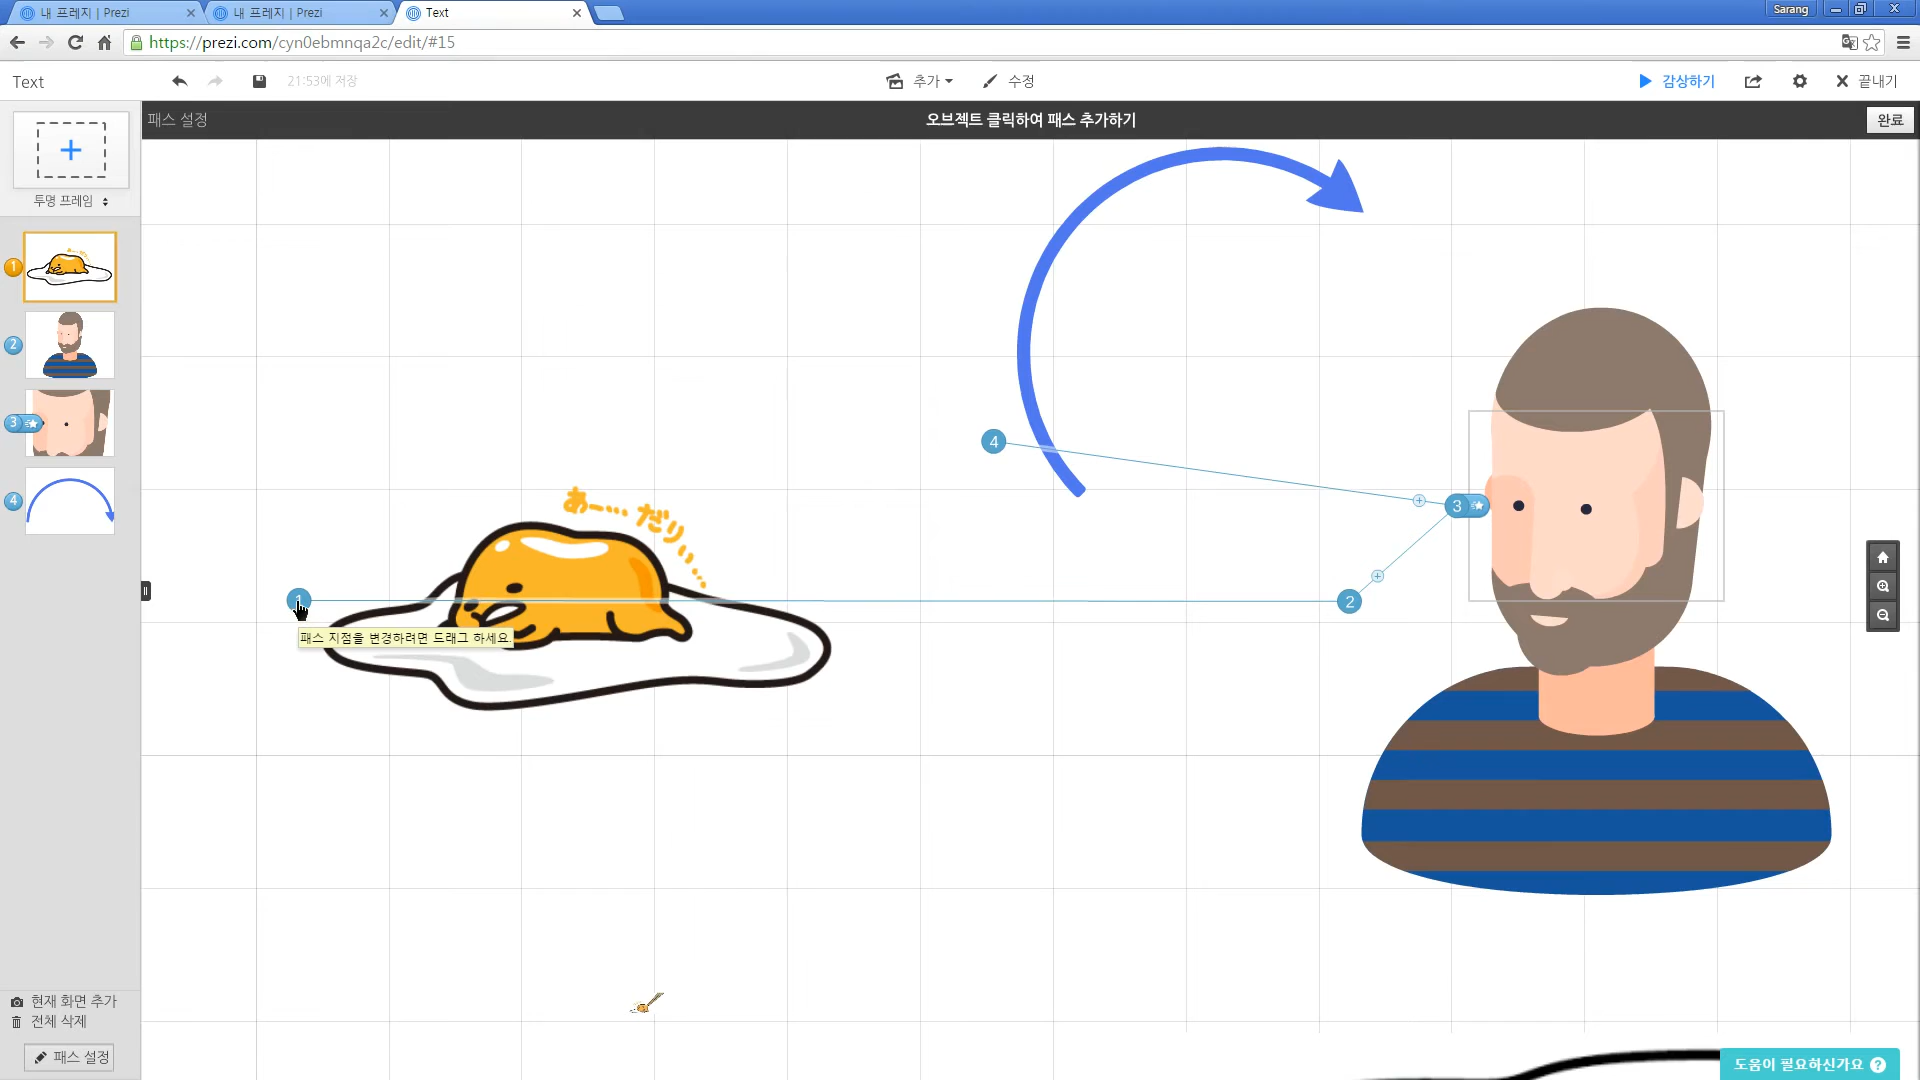 내 프레지 | Prezi
내 프레지 | Prezi
Text
Sarang
https://prezi.com/cyn0ebmnqa2c/edit/#15
Text
21:53에 저장
추가
수정
감상하기
끝내기
패스 설정
오브젝트 클릭하여 패스 추가하기
완료
투명 프레임
1
2
3
4
4
3
あ~…だりぃぃ…
1
2
패스 지점을 변경하려면 드래그 하세요.
현재 화면 추가
전체 삭제
패스 설정
도움이 필요하신가요 ?